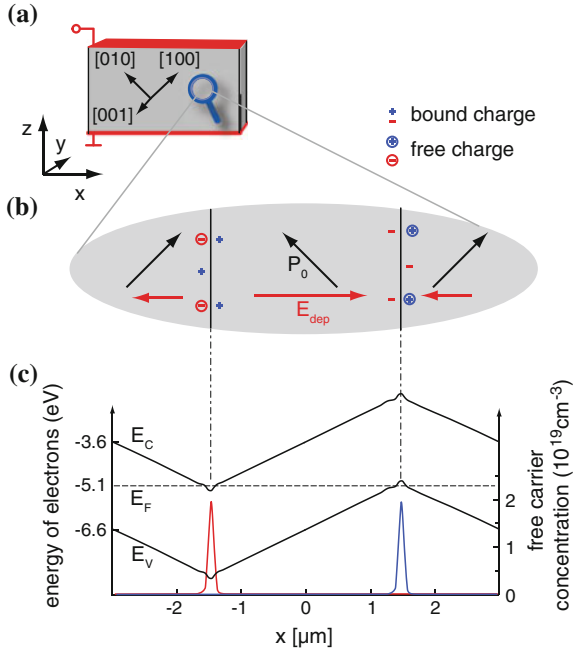 (a)
[010] [100]
[001]
z
y
x
+ bound charge
-
+ free charge
-
(b)
- + - +
P0
+ -
- + - +
Edep
(c)
energy of electrons (eV)
-3.6
-5.1
-6.6
EC
EF
EV
free carrier
concentration (10^19cm-3)
2
1
0
-2 -1 0 1 2
x [µm]